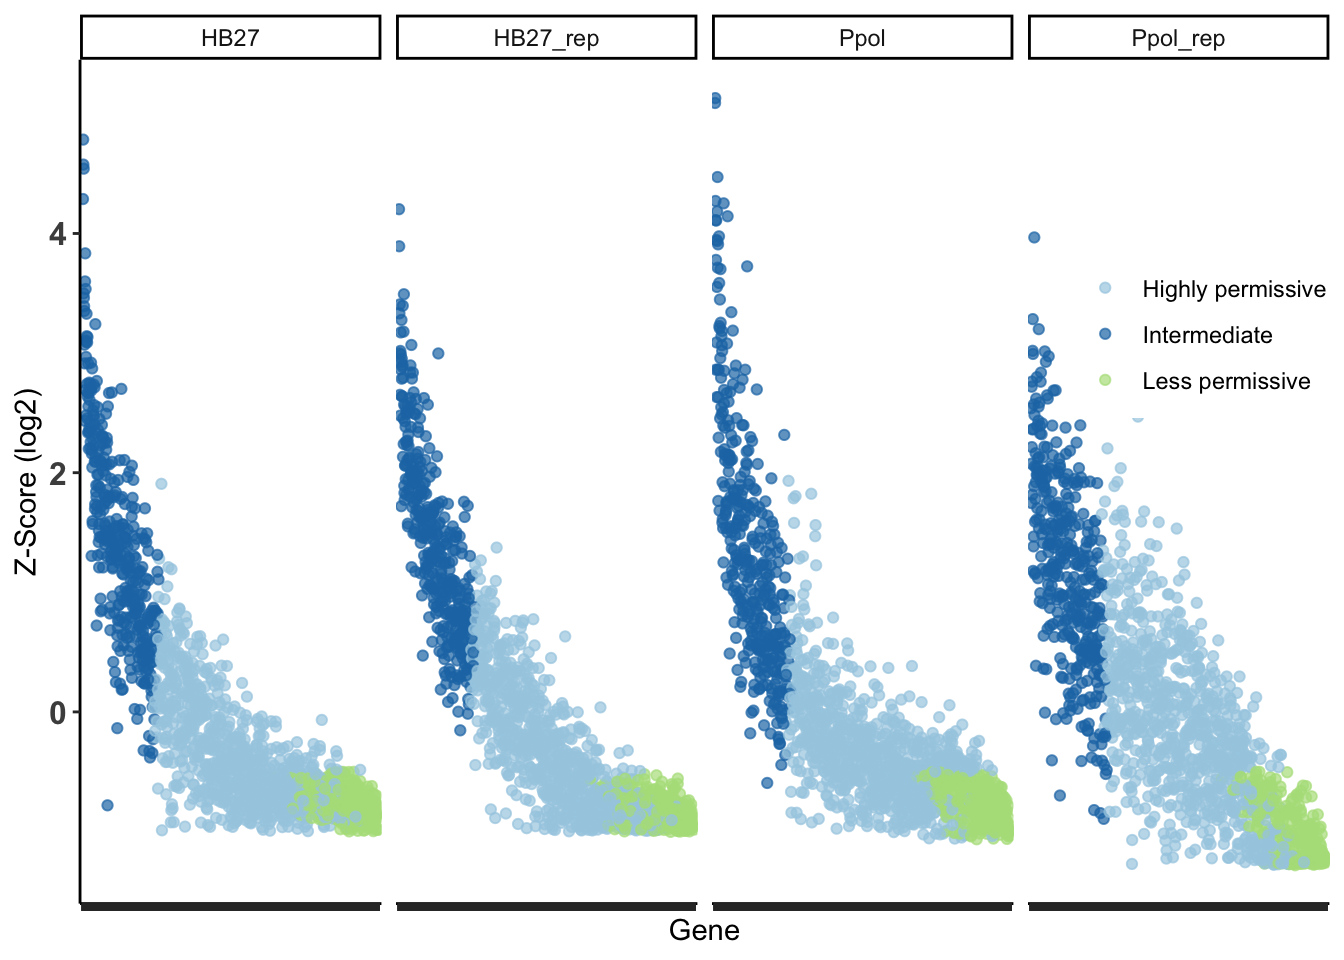 HB27
HB27_rep
Ppol
Ppol_rep
4
2
0
Z-Score (log2)
Highly permissive
Intermediate
Less permissive
Gene